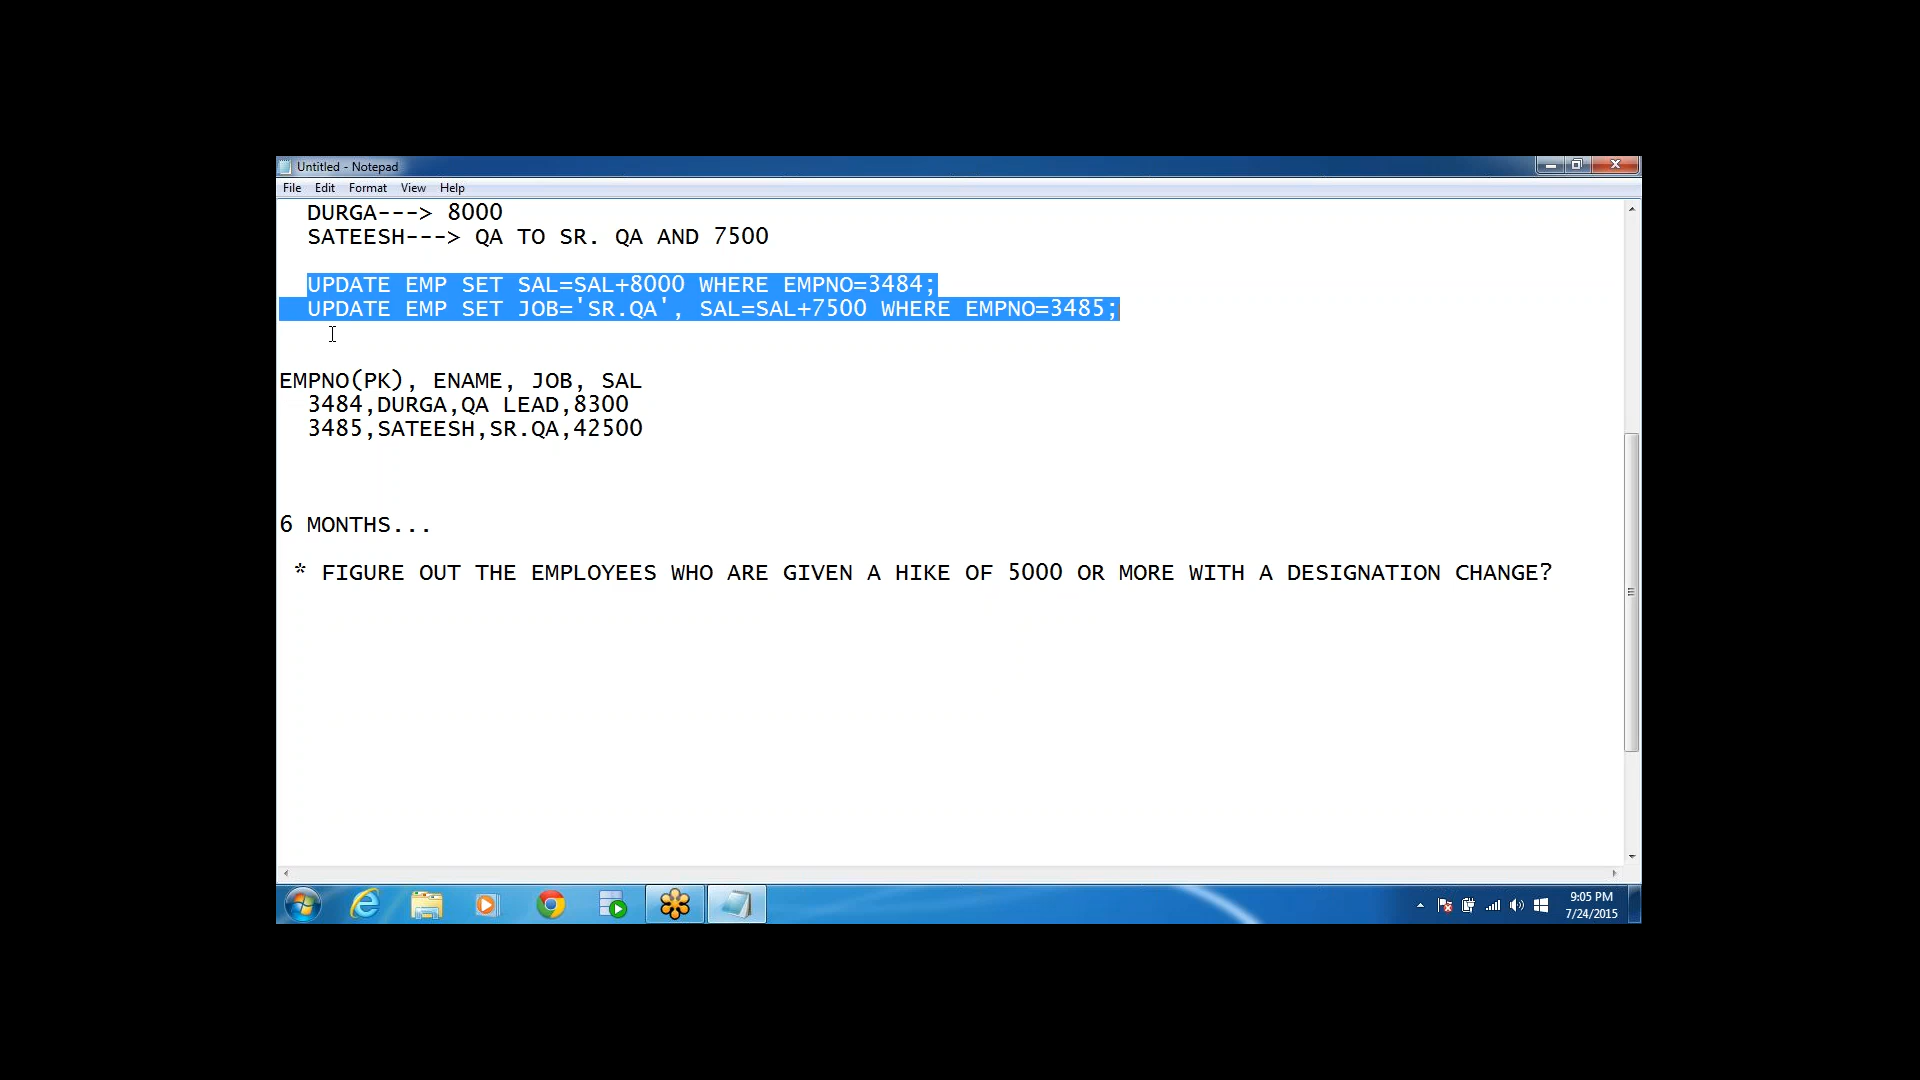 Untitled - Notepad
File Edit Format View Help
DURGA---> 8000
SATEESH---> QA TO SR. QA AND 7500
UPDATE EMP SET SAL=SAL+8000 WHERE EMPNO=3484;
UPDATE EMP SET JOB='SR.QA', SAL=SAL+7500 WHERE EMPNO=3485;
EMPNO(PK), ENAME, JOB, SAL
3484,DURGA,QA LEAD,8300
3485,SATEESH,SR.QA,42500
6 MONTHS...
* FIGURE OUT THE EMPLOYEES WHO ARE GIVEN A HIKE OF 5000 OR MORE WITH A DESIGNATION CHANGE?
9:05 PM
7/24/2015